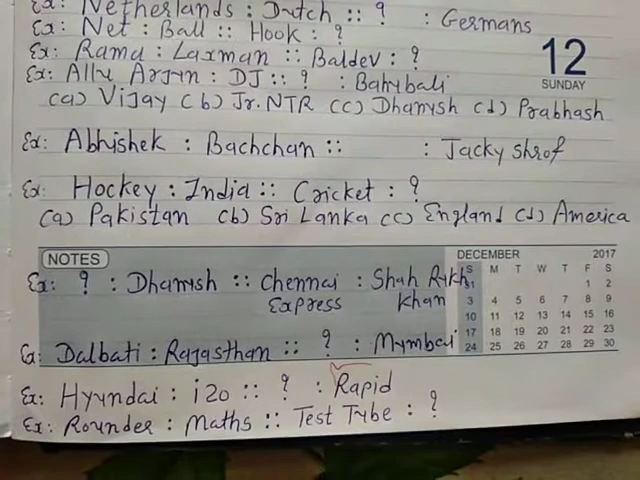 Ex: Netherlands : Dutch :: ? : Germans
Ex: Net : Ball :: Hook : ?
Ex: Rama : Laxman :: Baldev : ?
Ex: Allu Arjun : DJ :: ? : Bahubali
(a) Vijay (b) Jr. NTR (c) Dhanush (d) Prabhash
12
SUNDAY
Ex: Abhishek : Bachchan :: : Jacky Shrof
Ex: Hockey : India :: Cricket : ?
(a) Pakistan (b) Sri Lanka (c) England (d) America
NOTES
DECEMBER 2017
S M T W T F S
1 2
3 4 5 6 7 8 9
10 11 12 13 14 15 16
17 18 19 20 21 22 23
24 25 26 27 28 29 30
Ex: ? : Dhanush :: Chennai Express : Shah Rukh Khan
Ex: Dalbati : Rajasthan :: ? : Mumbai
Ex: Hyundai : i20 :: ? : Rapid
Ex: Rounder : Maths :: Test Tube : ?